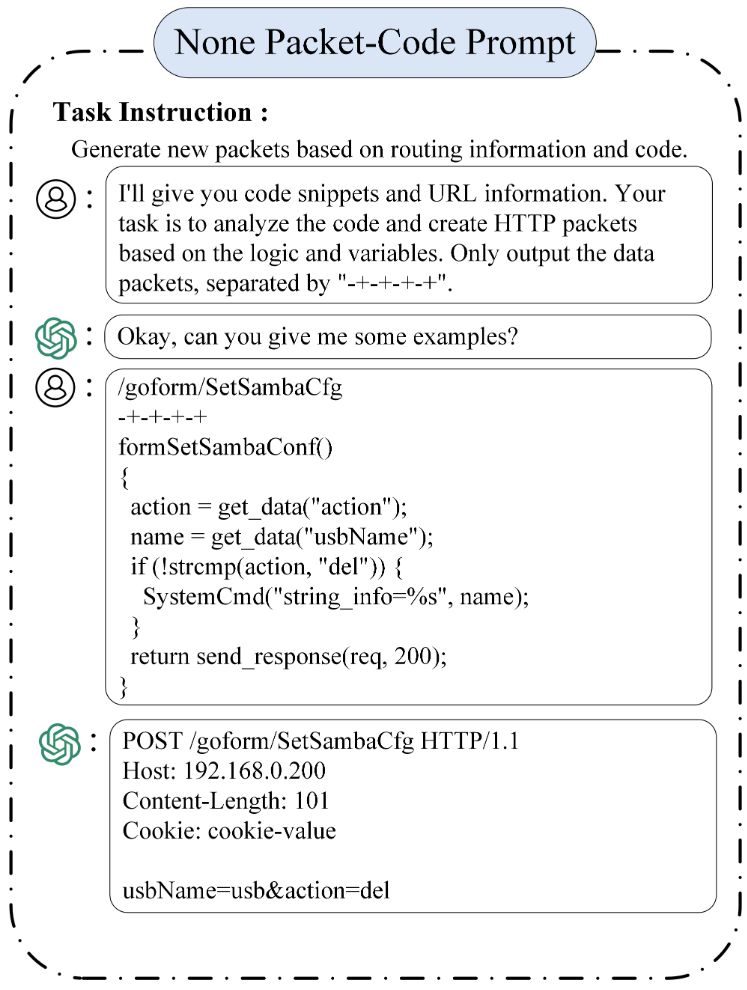 None Packet-Code Prompt
Task Instruction :
Generate new packets based on routing information and code.
: I'll give you code snippets and URL information. Your
task is to analyze the code and create HTTP packets
based on the logic and variables. Only output the data
packets, separated by "-+-+-+-+".
: Okay, can you give me some examples?
: /goform/SetSambaCfg
-+-+-+-+
formSetSambaConf()
{
action = get_data("action");
name = get_data("usbName");
if (!strcmp(action, "del")) {
SystemCmd("string_info=%s", name);
}
return send_response(req, 200);
}
: POST /goform/SetSambaCfg HTTP/1.1
Host: 192.168.0.200
Content-Length: 101
Cookie: cookie-value
usbName=usb&action=del